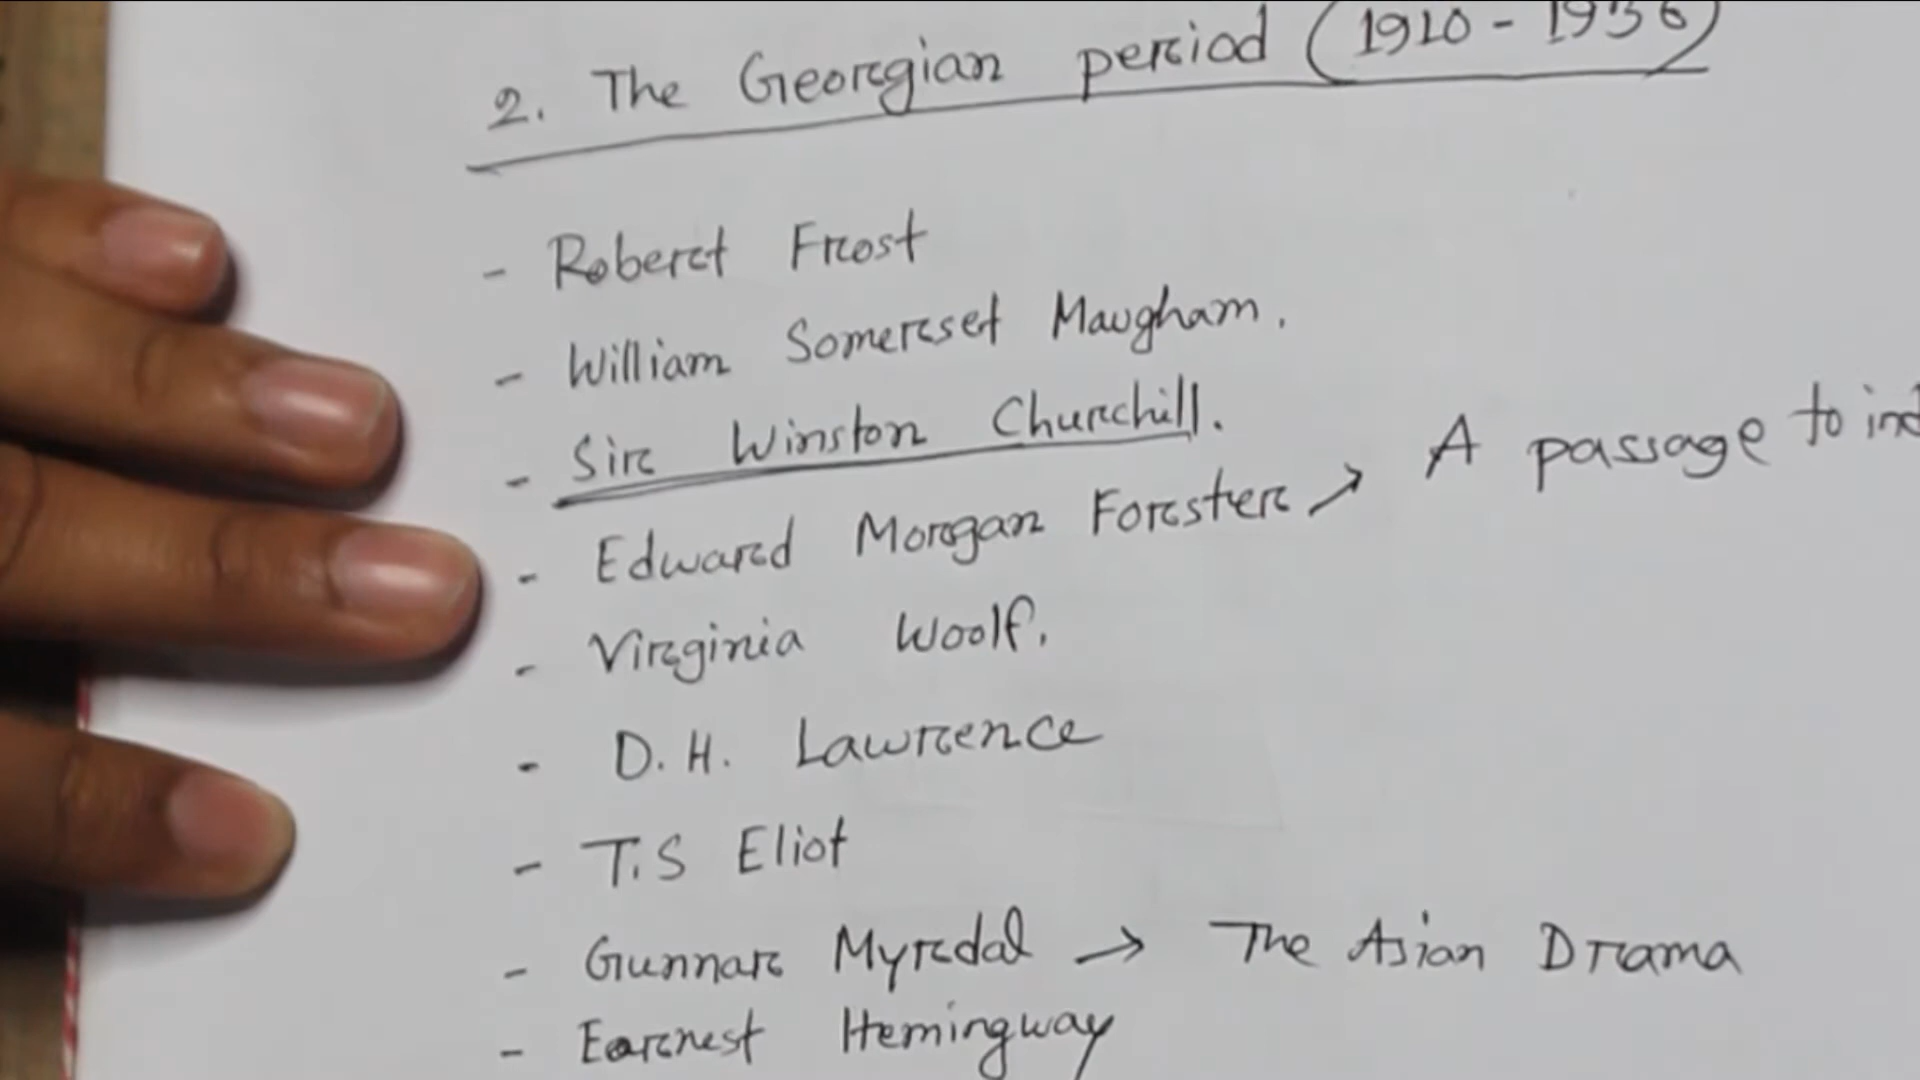 2. The Georgian period (1910 - 1936)
- Robert Frost
- William Somerset Maugham.
- Sir Winston Churchill.
- Edward Morgan Forster → A passage to ind
- Virginia Woolf.
- D. H. Lawrence
- T.S Eliot
- Gunnar Myrdal → The Asian Drama
- Earnest Hemingway